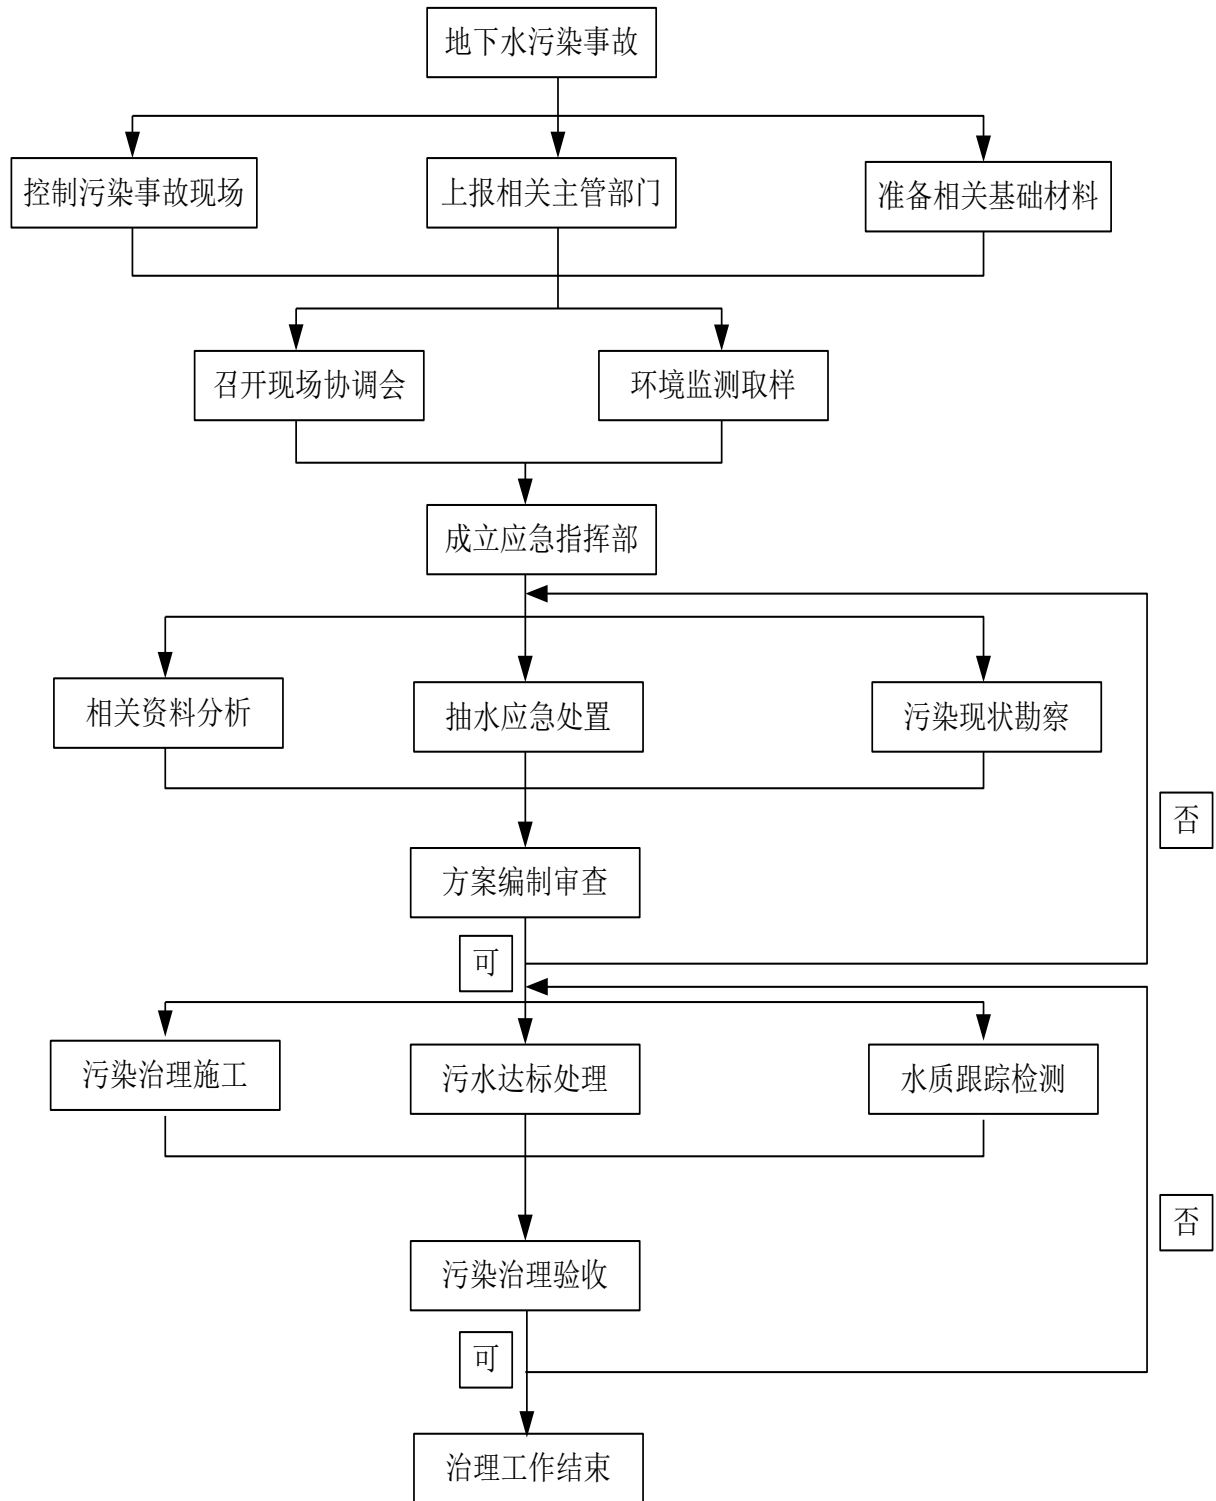 地下水污染事故
控制污染事故现场
上报相关主管部门
准备相关基础材料
召开现场协调会
环境监测取样
成立应急指挥部
相关资料分析
抽水应急处置
污染现状勘察
否
方案编制审查
可
污染治理施工
污水达标处理
水质跟踪检测
否
污染治理验收
可
治理工作结束